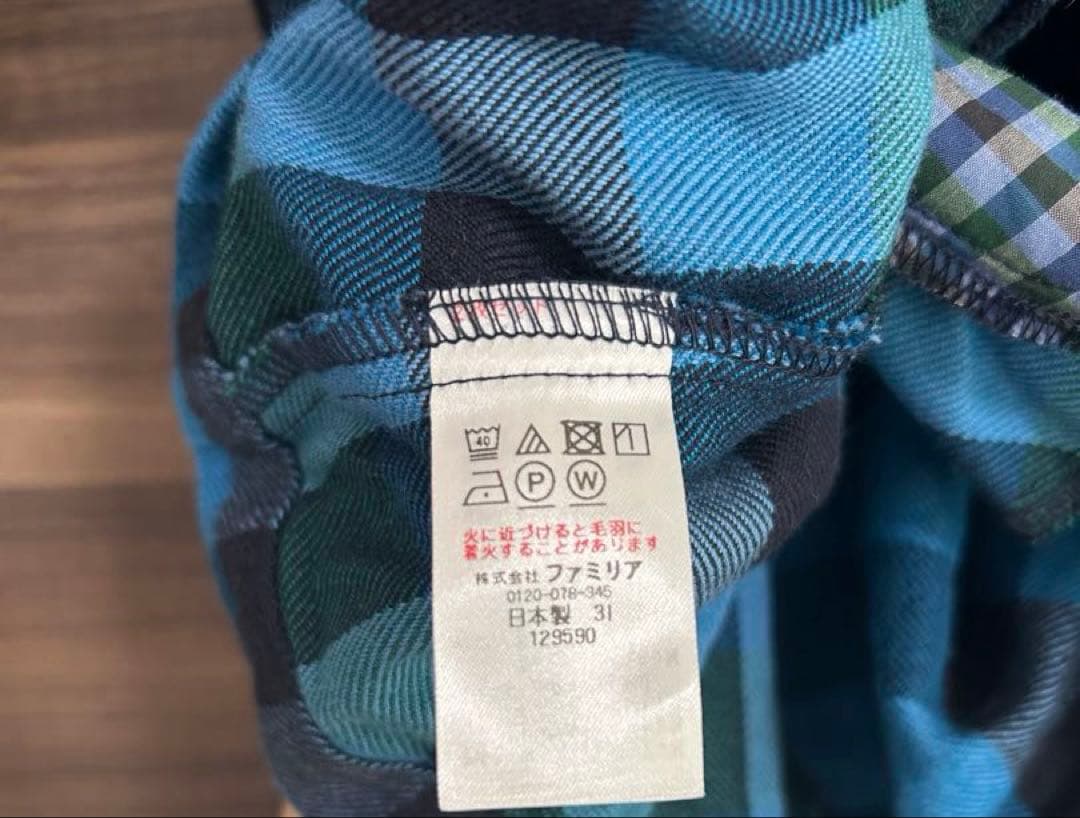 40
P W
火に近づけると毛羽に
着火することがあります
株式会社 ファミリア
0120-078-345
日本製 31
129590